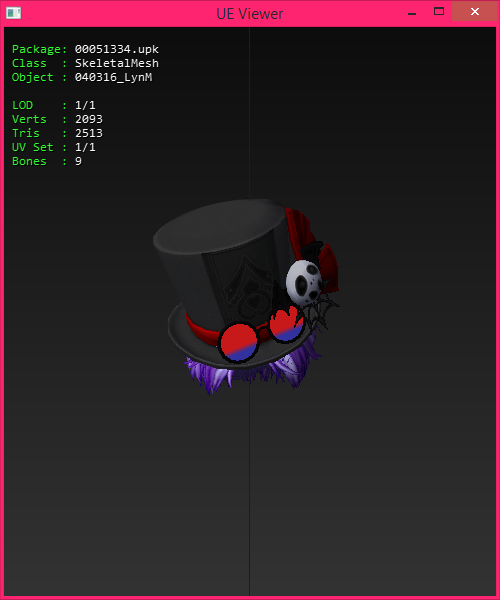 UE Viewer
Package: 00051334.upk
Class : SkeletalMesh
Object : 040316_LynM
LOD : 1/1
Verts : 2093
Tris : 2513
UV Set : 1/1
Bones : 9